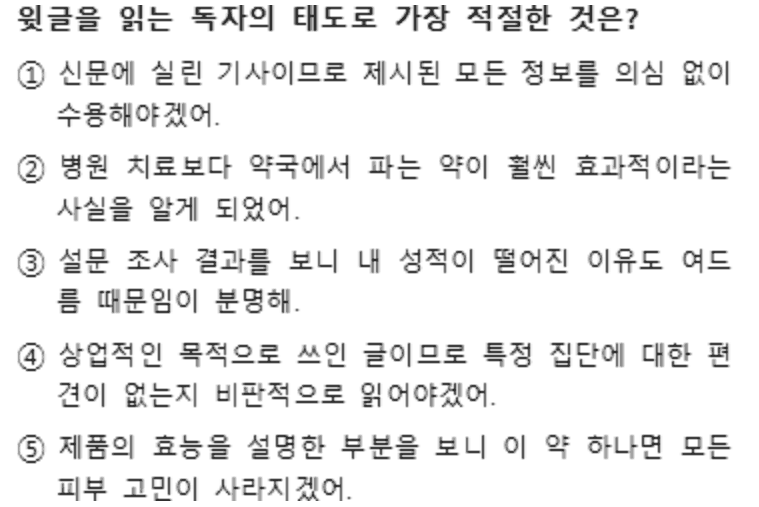 윗글을 읽는 독자의 태도로 가장 적절한 것은?
① 신문에 실린 기사이므로 제시된 모든 정보를 의심 없이
수용해야겠어.
② 병원 치료보다 약국에서 파는 약이 훨씬 효과적이라는
사실을 알게 되었어.
③ 설문 조사 결과를 보니 내 성적이 떨어진 이유도 여드
름 때문임이 분명해.
④ 상업적인 목적으로 쓰인 글이므로 특정 집단에 대한 편
견이 없는지 비판적으로 읽어야겠어.
⑤ 제품의 효능을 설명한 부분을 보니 이 약 하나면 모든
피부 고민이 사라지겠어.